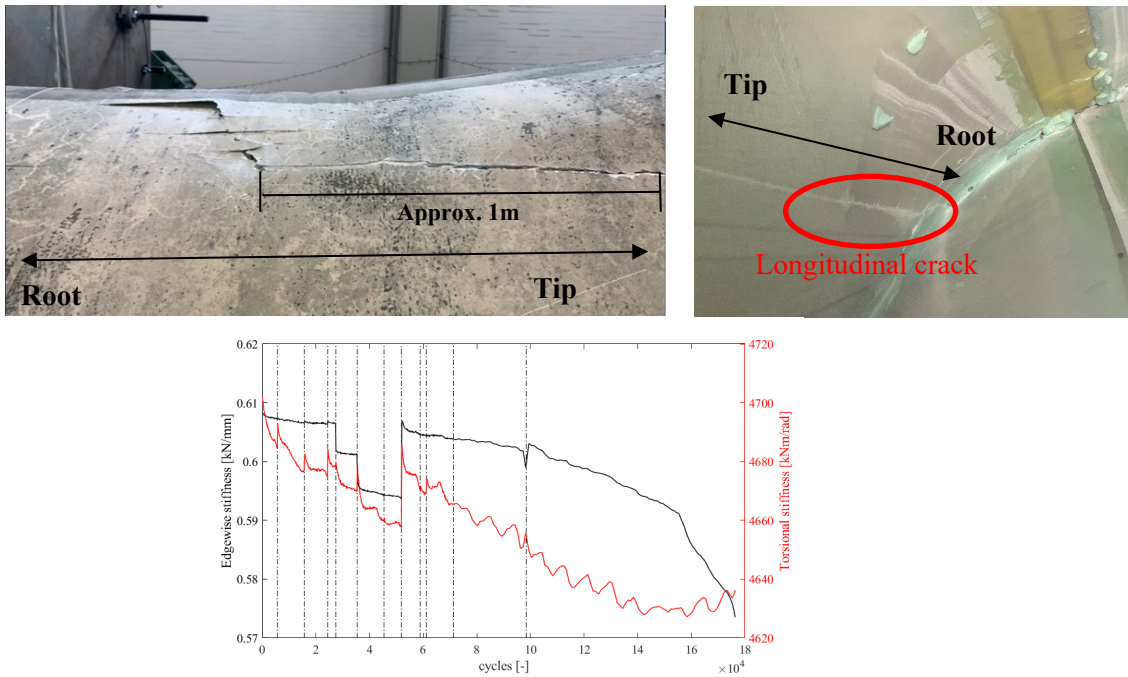 Approx. 1m
Root
Tip
Tip
Root
Longitudinal crack
0.62
0.61
0.6
0.59
0.58
0.57
Edgewise stiffness [kN/mm]
4720
4700
4680
4660
4640
4620
Torsional stiffness [kNm/rad]
0 2 4 6 8 10 12 14 16 18
cycles [-]
×10⁴